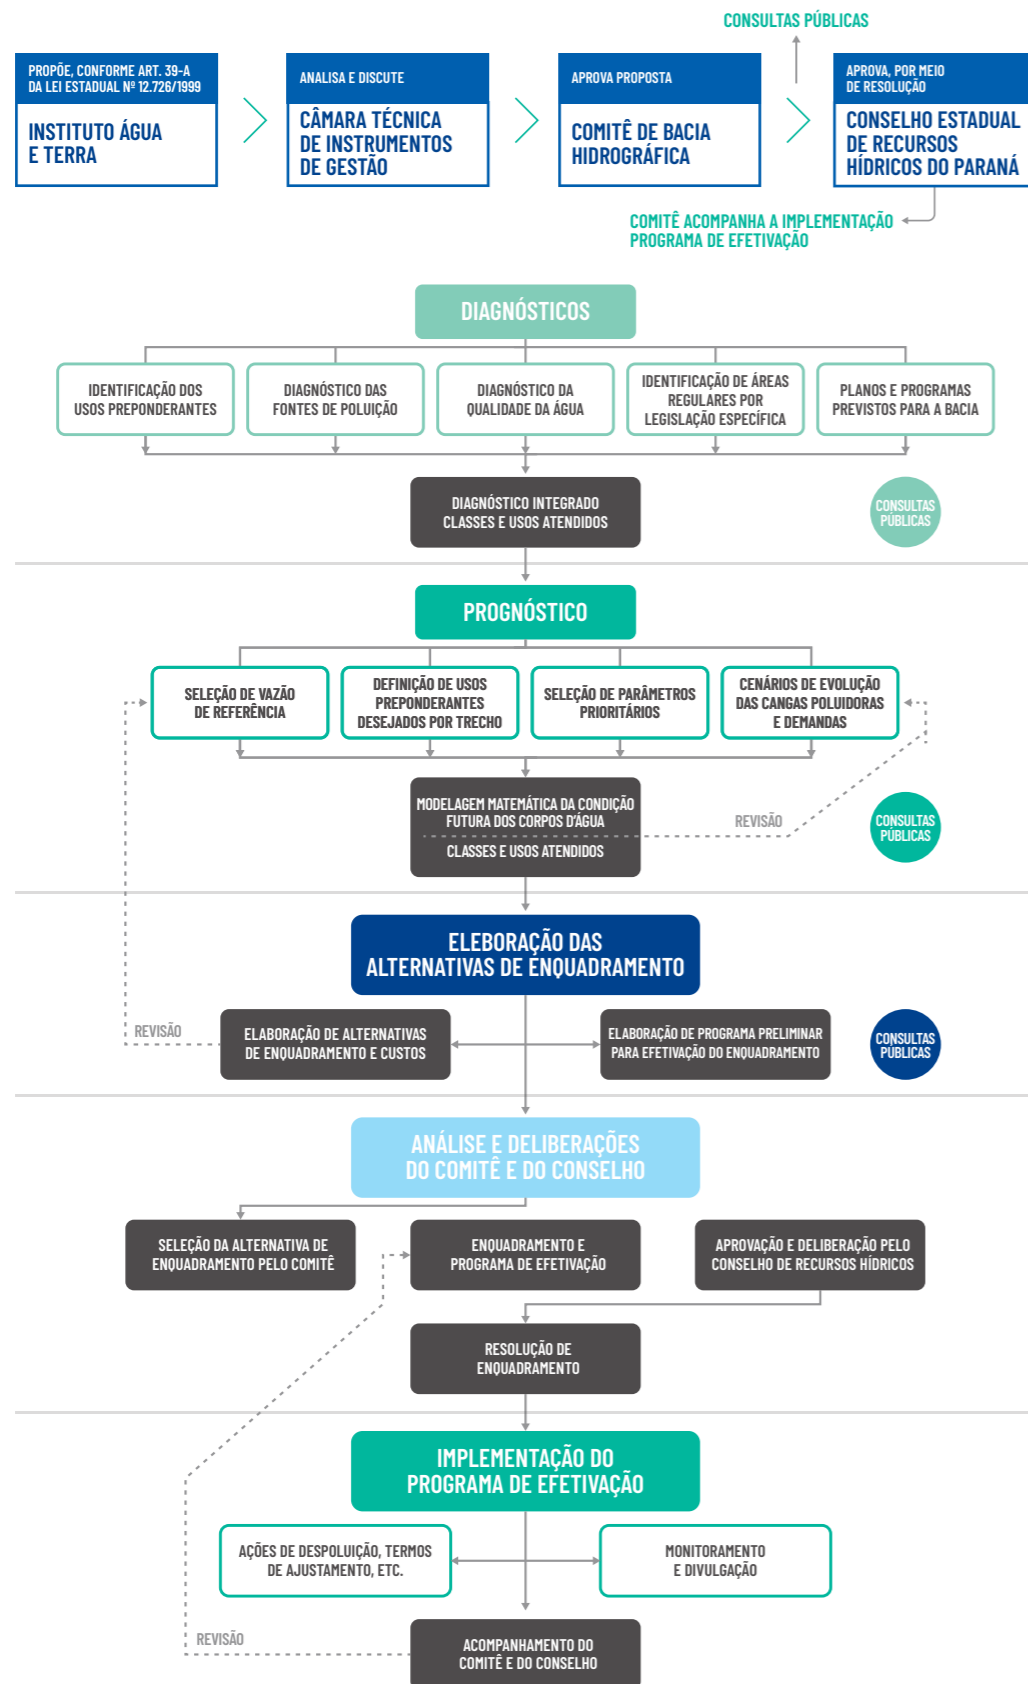 CONSULTAS PÚBLICAS
PROPÕE, CONFORME ART. 39-A
DA LEI ESTADUAL Nº 12.726/1999
INSTITUTO ÁGUA
E TERRA
ANALISA E DISCUTE
CÂMARA TÉCNICA
DE INSTRUMENTOS
DE GESTÃO
APROVA PROPOSTA
COMITÊ DE BACIA
HIDROGRÁFICA
APROVA, POR MEIO
DE RESOLUÇÃO
CONSELHO ESTADUAL
DE RECURSOS
HÍDRICOS DO PARANÁ
COMITÊ ACOMPANHA A IMPLEMENTAÇÃO
PROGRAMA DE EFETIVAÇÃO
DIAGNÓSTICOS
IDENTIFICAÇÃO DOS
USOS PREPONDERANTES
DIAGNÓSTICO DAS
FONTES DE POLUIÇÃO
DIAGNÓSTICO DA
QUALIDADE DA ÁGUA
IDENTIFICAÇÃO DE ÁREAS
REGULARES POR
LEGISLAÇÃO ESPECÍFICA
PLANOS E PROGRAMAS
PREVISTOS PARA A BACIA
DIAGNÓSTICO INTEGRADO
CLASSES E USOS ATENDIDOS
CONSULTAS
PÚBLICAS
PROGNÓSTICO
SELEÇÃO DE VAZÃO
DE REFERÊNCIA
DEFINIÇÃO DE USOS
PREPONDERANTES
DESEJADOS POR TRECHO
SELEÇÃO DE PARÂMETROS
PRIORITÁRIOS
CENÁRIOS DE EVOLUÇÃO
DAS CANGAS POLUIDORAS
E DEMANDAS
MODELAGEM MATEMÁTICA DA CONDIÇÃO
FUTURA DOS CORPOS D'ÁGUA
CLASSES E USOS ATENDIDOS
REVISÃO
CONSULTAS
PÚBLICAS
ELEBORAÇÃO DAS
ALTERNATIVAS DE ENQUADRAMENTO
REVISÃO
ELABORAÇÃO DE ALTERNATIVAS
DE ENQUADRAMENTO E CUSTOS
ELABORAÇÃO DE PROGRAMA PRELIMINAR
PARA EFETIVAÇÃO DO ENQUADRAMENTO
CONSULTAS
PÚBLICAS
ANÁLISE E DELIBERAÇÕES
DO COMITÊ E DO CONSELHO
SELEÇÃO DA ALTERNATIVA DE
ENQUADRAMENTO PELO COMITÊ
ENQUADRAMENTO E
PROGRAMA DE EFETIVAÇÃO
APROVAÇÃO E DELIBERAÇÃO PELO
CONSELHO DE RECURSOS HÍDRICOS
RESOLUÇÃO DE
ENQUADRAMENTO
IMPLEMENTAÇÃO DO
PROGRAMA DE EFETIVAÇÃO
AÇÕES DE DESPOLUIÇÃO, TERMOS
DE AJUSTAMENTO, ETC.
MONITORAMENTO
E DIVULGAÇÃO
REVISÃO
ACOMPANHAMENTO DO
COMITÊ E DO CONSELHO